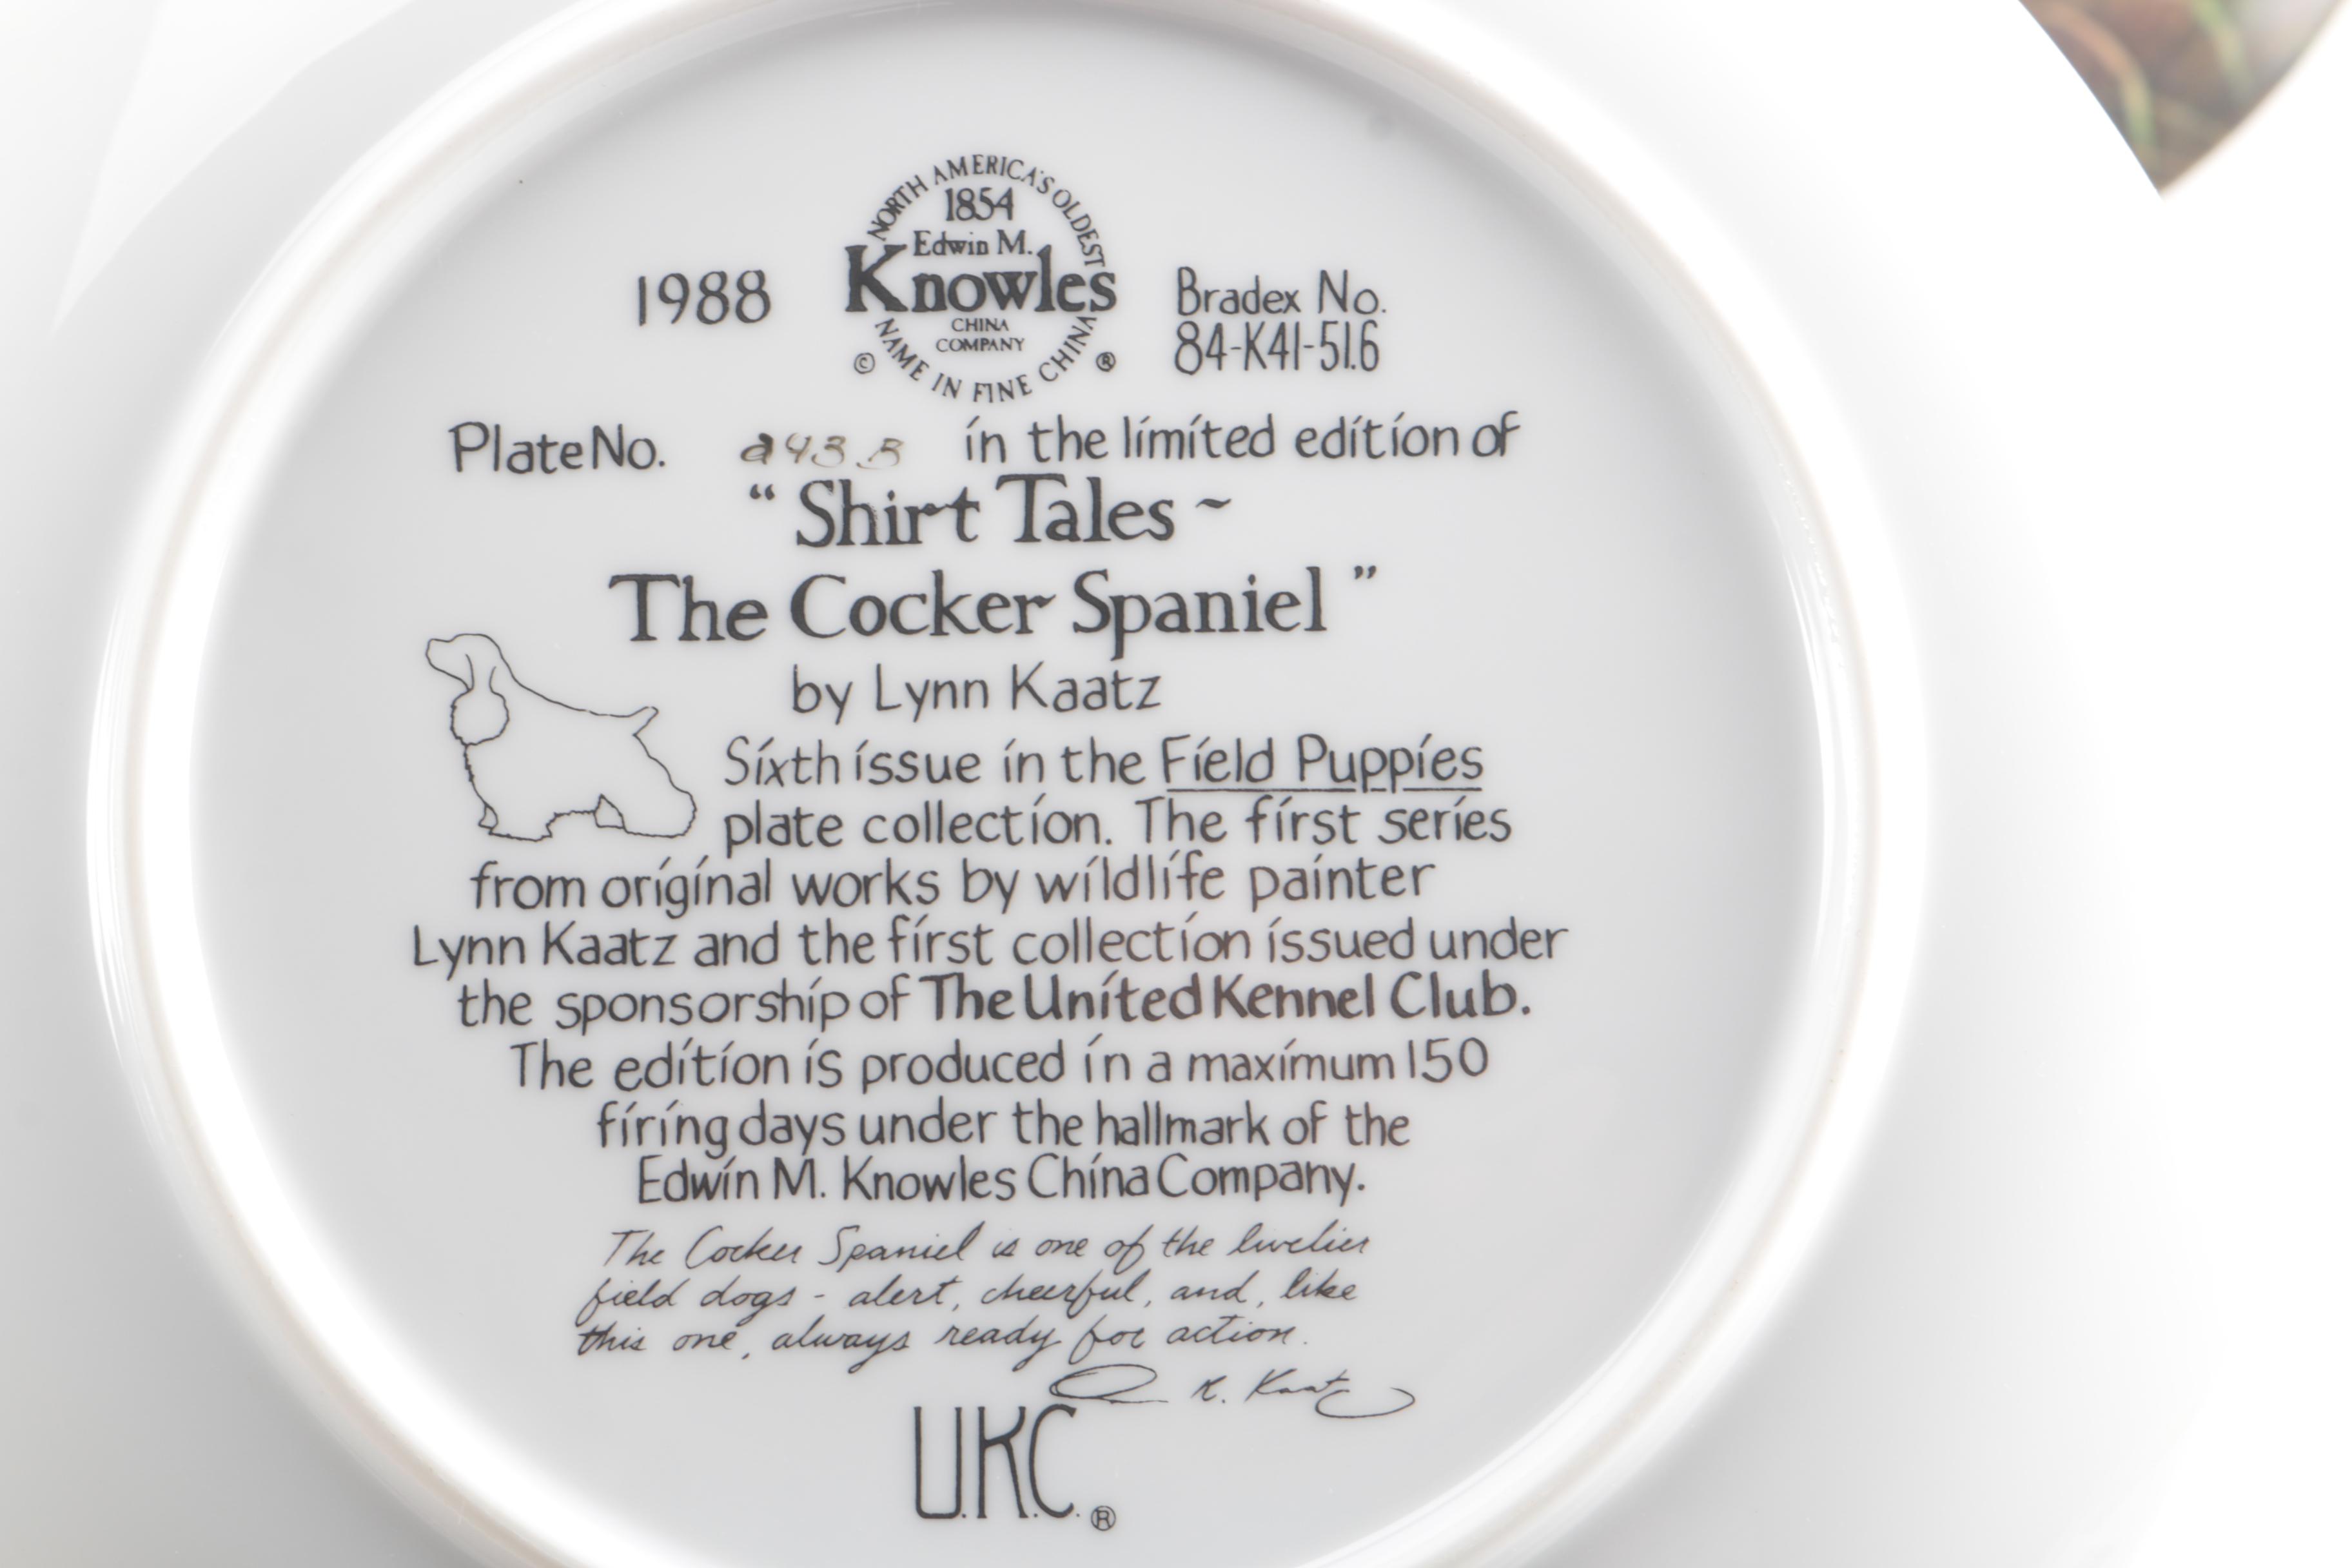 NORTH AMERICA'S OLDEST
1854
Edwin M.
Knowles
CHINA
COMPANY
NAME IN FINE CHINA
© ®
1988
Bradex No.
84-K41-51.6
Plate No. in the limited edition of
“Shirt Tales ~
The Cocker Spaniel”
by Lynn Kaatz
Sixth issue in the Field Puppies
plate collection. The first series
from original works by wildlife painter
Lynn Kaatz and the first collection issued under
the sponsorship of The United Kennel Club.
The edition is produced in a maximum 150
firing days under the hallmark of the
Edwin M. Knowles China Company.
The Cocker Spaniel is one of the livelier
field dogs - alert, cheerful, and, like
this one, always ready for action.
K. Kaatz
U.K.C.®